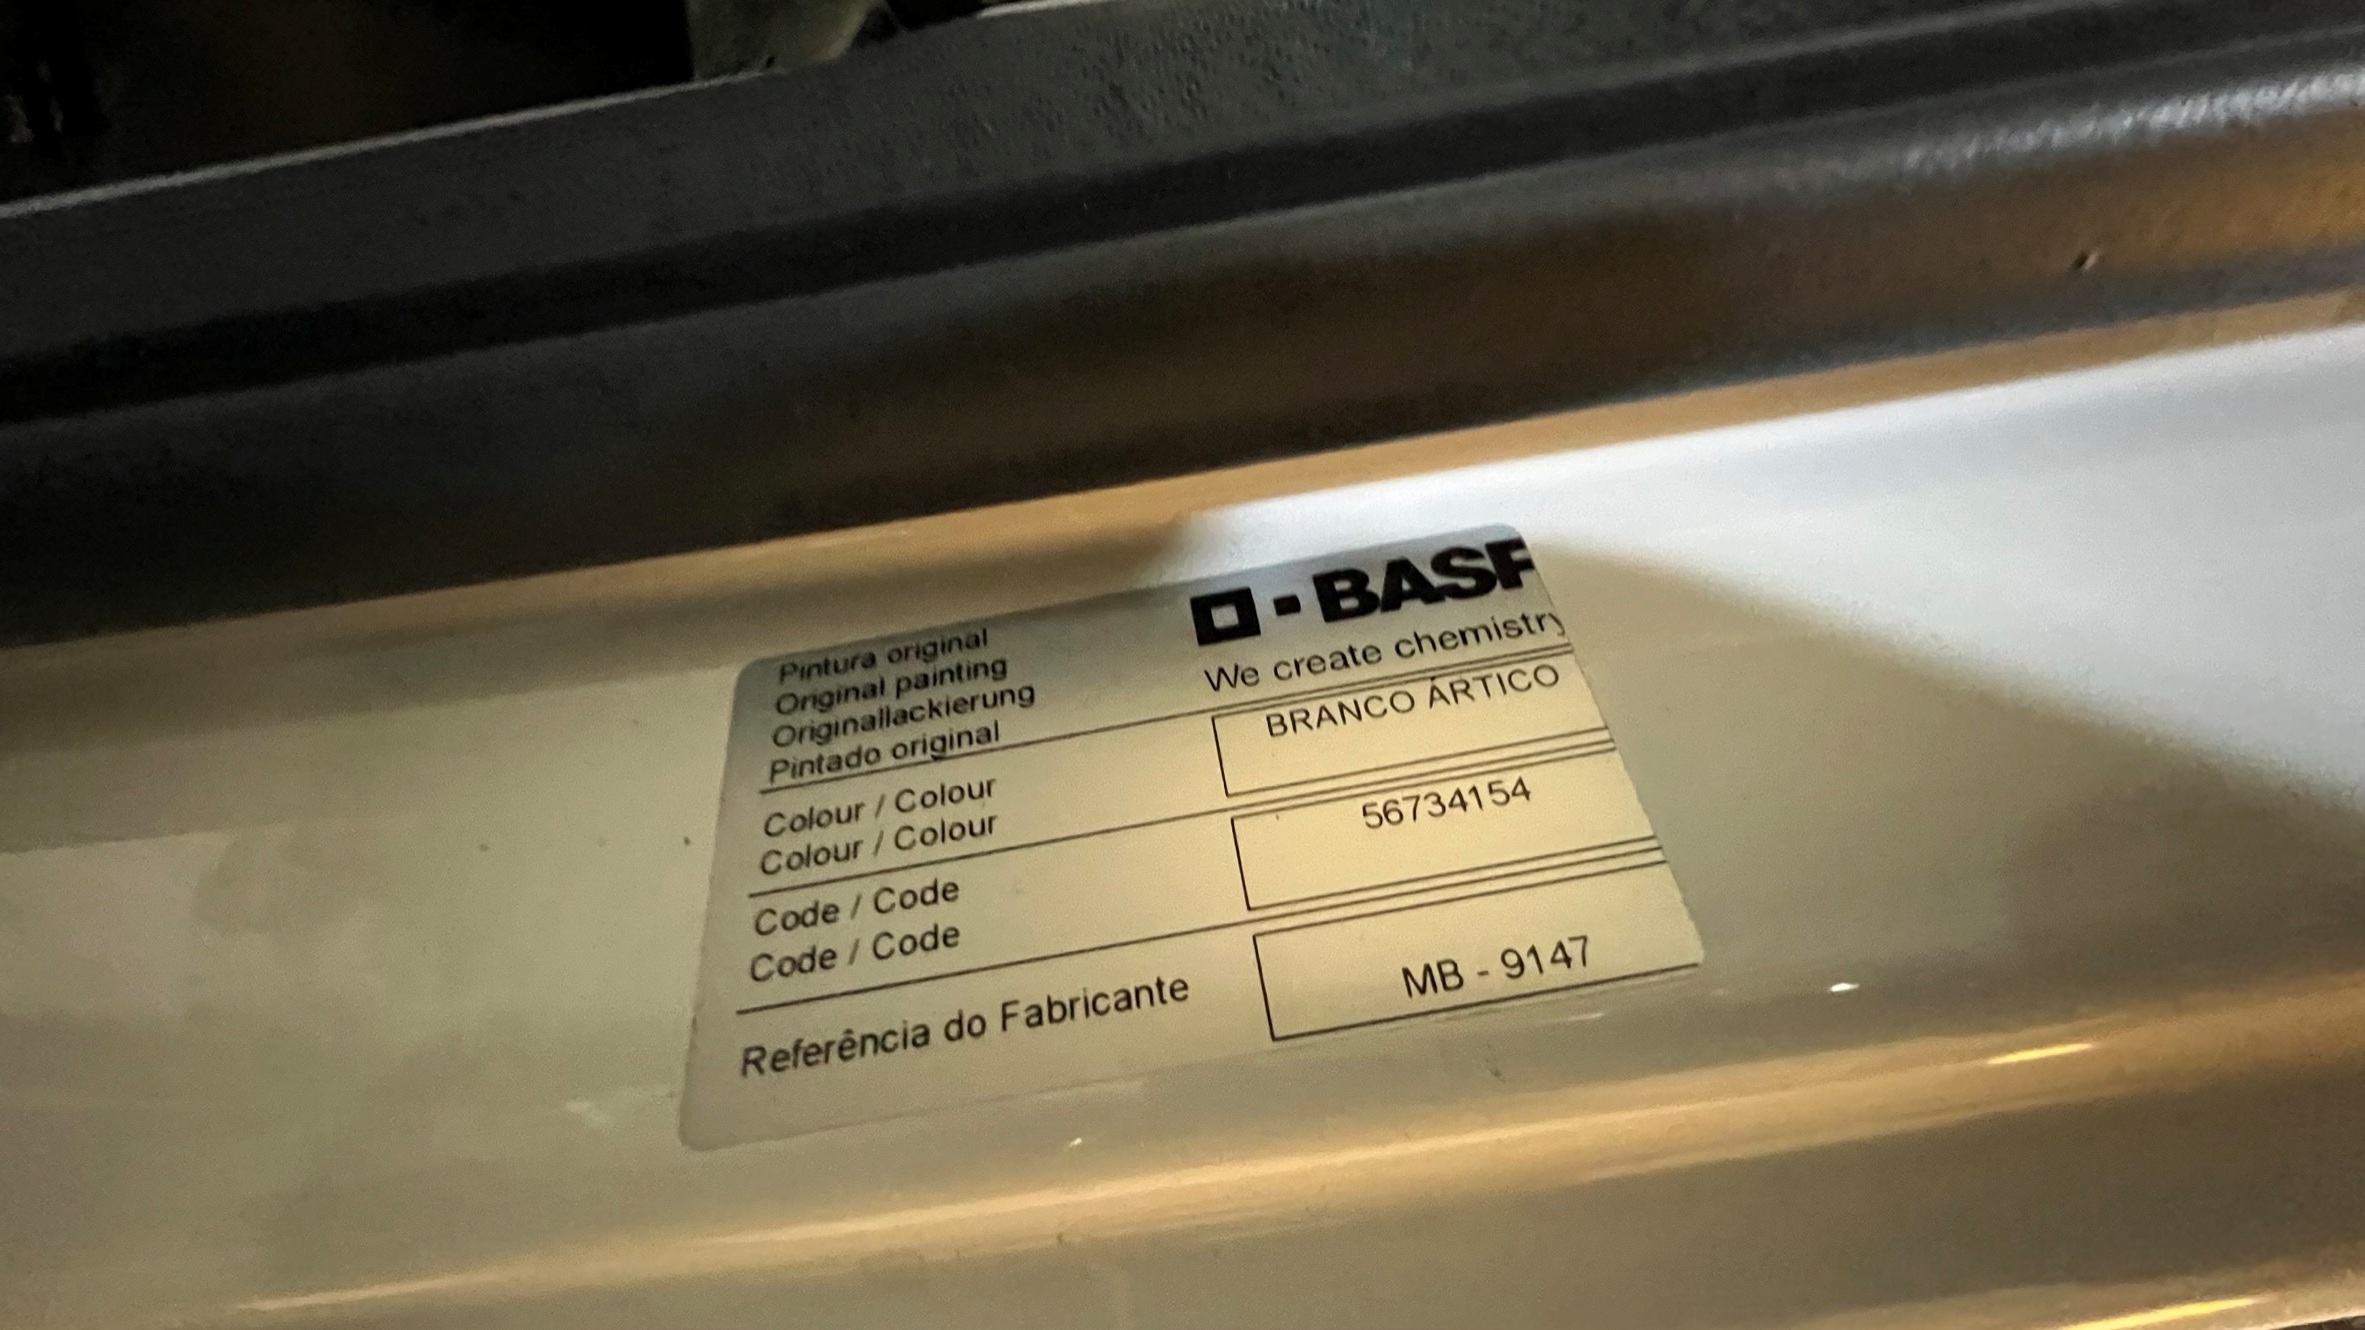 Pintura original
Original painting
Originallackierung
Pintado original
BASF
We create chemistry
Colour / Colour
Colour / Colour
BRANCO ÁRTICO
Code / Code
Code / Code
56734154
Referência do Fabricante
MB - 9147